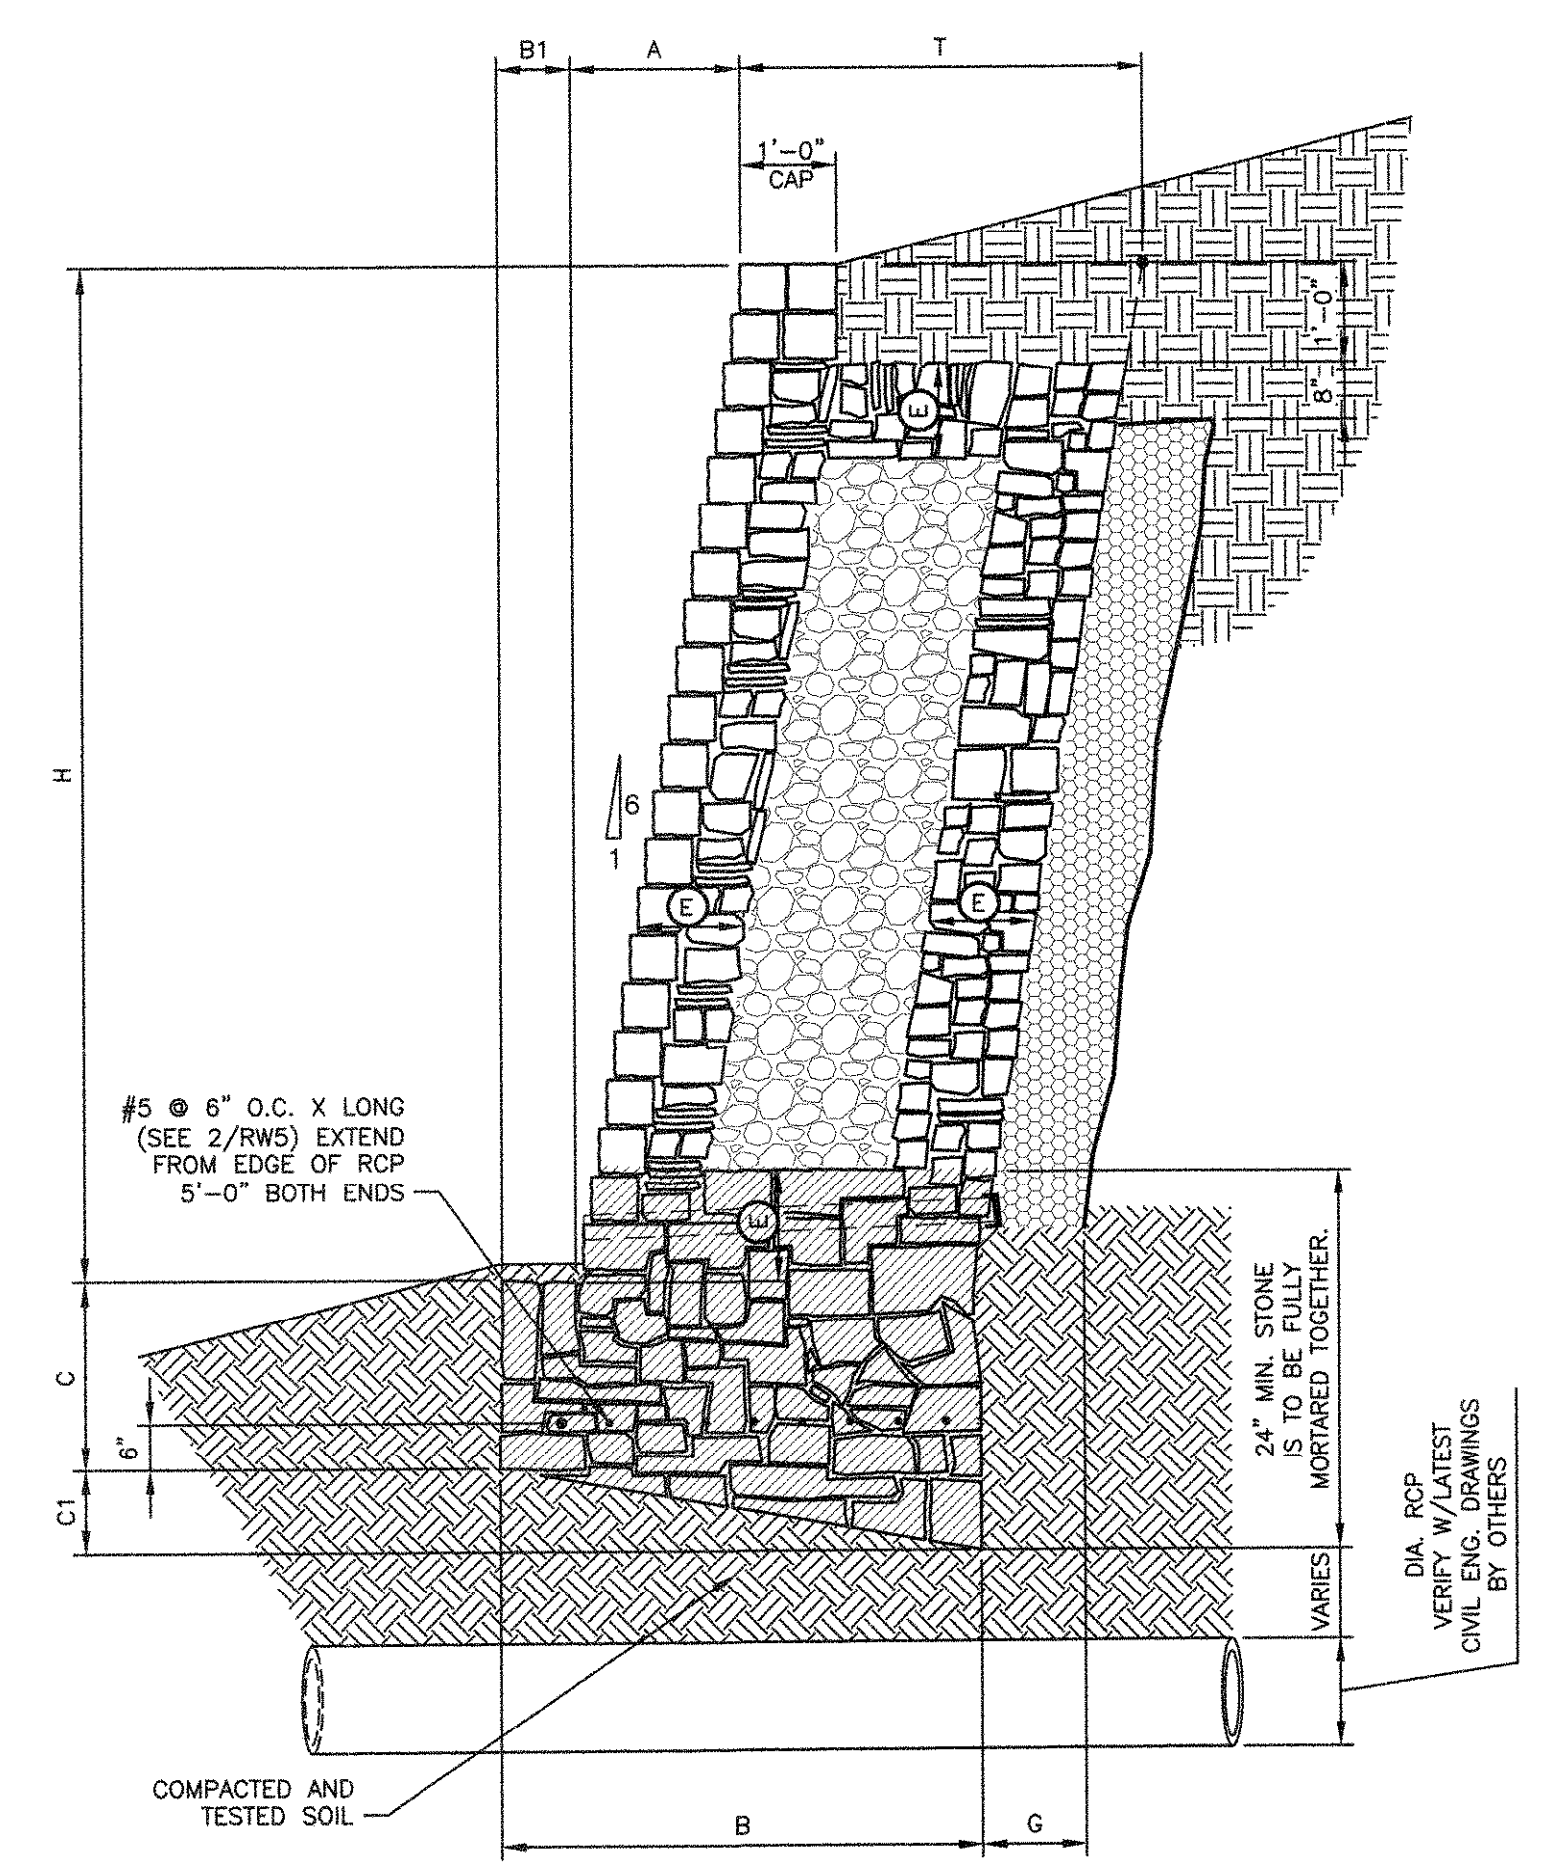 B1
A
T
1'-0"
CAP
1'-0"
8"
E
H
6
1
E
E
#5 @ 6" O.C. X LONG
(SEE 2/RW5) EXTEND
FROM EDGE OF RCP
5'-0" BOTH ENDS
E
C
6"
C1
24" MIN. STONE
IS TO BE FULLY
MORTARED TOGETHER.
VARIES
DIA. RCP
VERIFY W/LATEST
CIVIL ENG. DRAWINGS
BY OTHERS
COMPACTED AND
TESTED SOIL
B
G